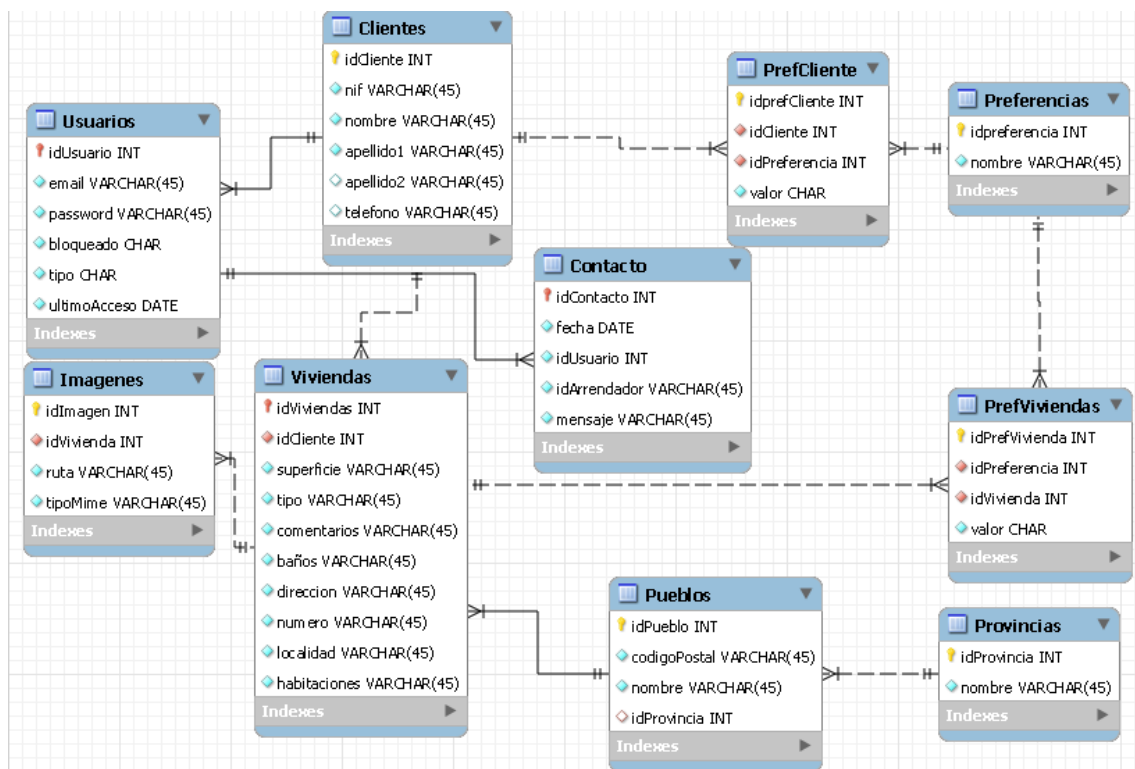 Clientes
idCliente INT
nif VARCHAR(45)
nombre VARCHAR(45)
apellido1 VARCHAR(45)
apellido2 VARCHAR(45)
telefono VARCHAR(45)
Indexes
PrefCliente
idprefCliente INT
idCliente INT
idPreferencia INT
valor CHAR
Indexes
Preferencias
idpreferencia INT
nombre VARCHAR(45)
Indexes
Usuarios
idUsuario INT
email VARCHAR(45)
password VARCHAR(45)
bloqueado CHAR
tipo CHAR
ultimoAcceso DATE
Indexes
Contacto
idContacto INT
fecha DATE
idUsuario INT
idArrendador VARCHAR(45)
mensaje VARCHAR(45)
Indexes
Imagenes
idImagen INT
idVivienda INT
ruta VARCHAR(45)
tipoMime VARCHAR(45)
Indexes
Viviendas
idViviendas INT
idCliente INT
superficie VARCHAR(45)
tipo VARCHAR(45)
comentarios VARCHAR(45)
baños VARCHAR(45)
direccion VARCHAR(45)
numero VARCHAR(45)
localidad VARCHAR(45)
habitaciones VARCHAR(45)
Indexes
PrefViviendas
idPrefVivienda INT
idPreferencia INT
idVivienda INT
valor CHAR
Indexes
Pueblos
idPueblo INT
codigoPostal VARCHAR(45)
nombre VARCHAR(45)
idProvincia INT
Indexes
Provincias
idProvincia INT
nombre VARCHAR(45)
Indexes